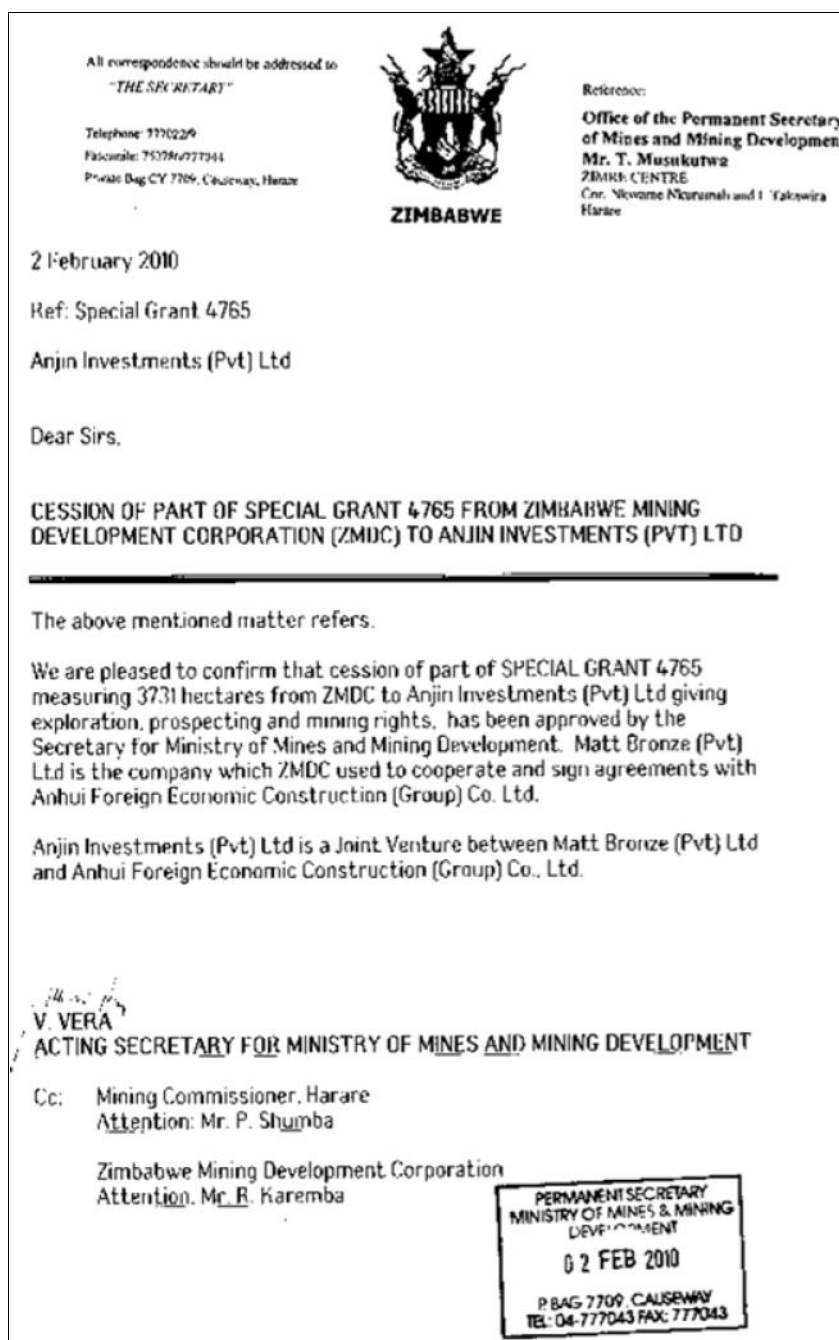 All correspondence should be addressed to
"THE SECRETARY"
Telephone: 777022/9
Private Bag CY 7709, Causeway, Harare
ZIMBABWE
Reference:
Office of the Permanent Secretary
of Mines and Mining Developmen
Mr. T. Musukutwa
ZIMRE CENTRE
Cnr. Nkwame Nkurumah and L Takawira
Harare
2 February 2010
Ref: Special Grant 4765
Anjin Investments (Pvt) Ltd
Dear Sirs,
CESSION OF PART OF SPECIAL GRANT 4765 FROM ZIMBABWE MINING
DEVELOPMENT CORPORATION (ZMDC) TO ANJIN INVESTMENTS (PVT) LTD
The above mentioned matter refers.
We are pleased to confirm that cession of part of SPECIAL GRANT 4765
measuring 3731 hectares from ZMDC to Anjin Investments (Pvt) Ltd giving
exploration, prospecting and mining rights, has been approved by the
Secretary for Ministry of Mines and Mining Development. Matt Bronze (Pvt)
Ltd is the company which ZMDC used to cooperate and sign agreements with
Anhui Foreign Economic Construction (Group) Co. Ltd.
Anjin Investments (Pvt) Ltd is a Joint Venture between Matt Bronze (Pvt) Ltd
and Anhui Foreign Economic Construction (Group) Co., Ltd.
V. VERA
ACTING SECRETARY FOR MINISTRY OF MINES AND MINING DEVELOPMENT
Cc: Mining Commissioner, Harare
Attention: Mr. P. Shumba
Zimbabwe Mining Development Corporation
Attention. Mr. R. Karemba
PERMANENT SECRETARY
MINISTRY OF MINES & MINING
DEVELOPMENT
02 FEB 2010
P. BAG 7709, CAUSEWAY
TEL: 04-777043 FAX: 777043